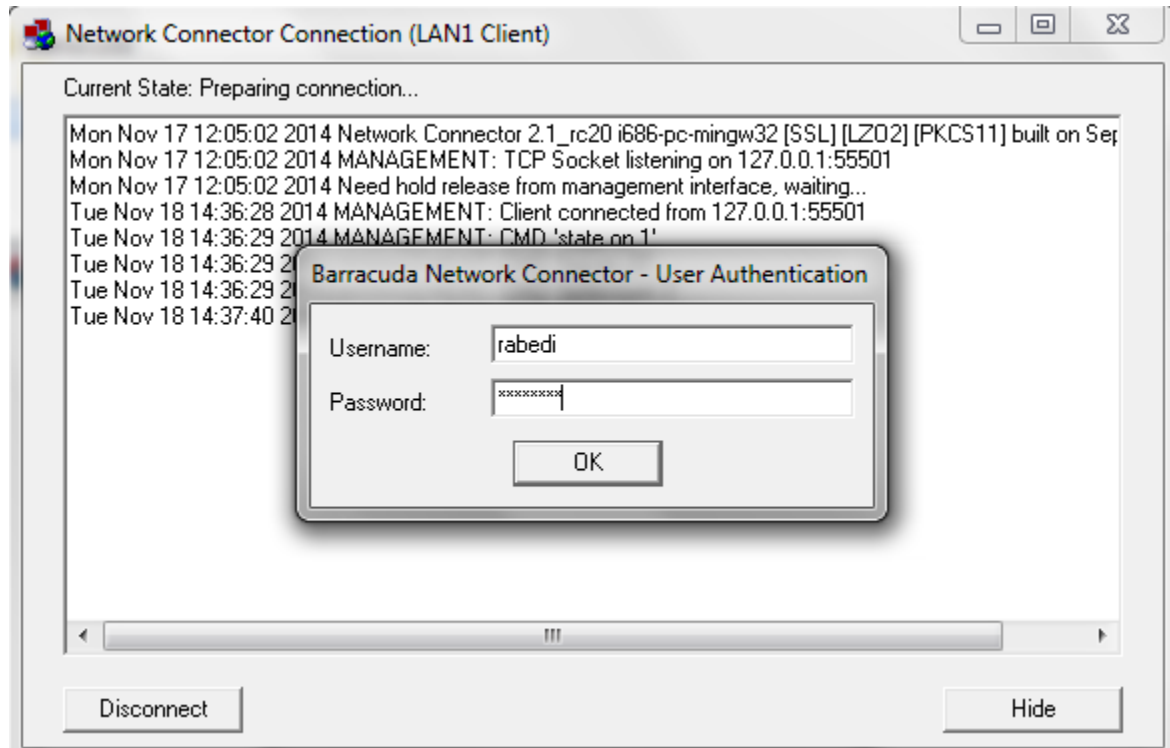 Network Connector Connection (LAN1 Client)
Current State: Preparing connection...
Mon Nov 17 12:05:02 2014 Network Connector 2.1_rc20 i686-pc-mingw32 [SSL] [LZO2] [PKCS11] built on Sep
Mon Nov 17 12:05:02 2014 MANAGEMENT: TCP Socket listening on 127.0.0.1:55501
Mon Nov 17 12:05:02 2014 Need hold release from management interface, waiting...
Tue Nov 18 14:36:28 2014 MANAGEMENT: Client connected from 127.0.0.1:55501
Tue Nov 18 14:36:29 2014 MANAGEMENT: CMD 'state on 1'
Tue Nov 18 14:36:29 2
Tue Nov 18 14:36:29 2
Tue Nov 18 14:37:40 2
Barracuda Network Connector - User Authentication
Username:
rabedi
Password:
********
OK
Disconnect
Hide